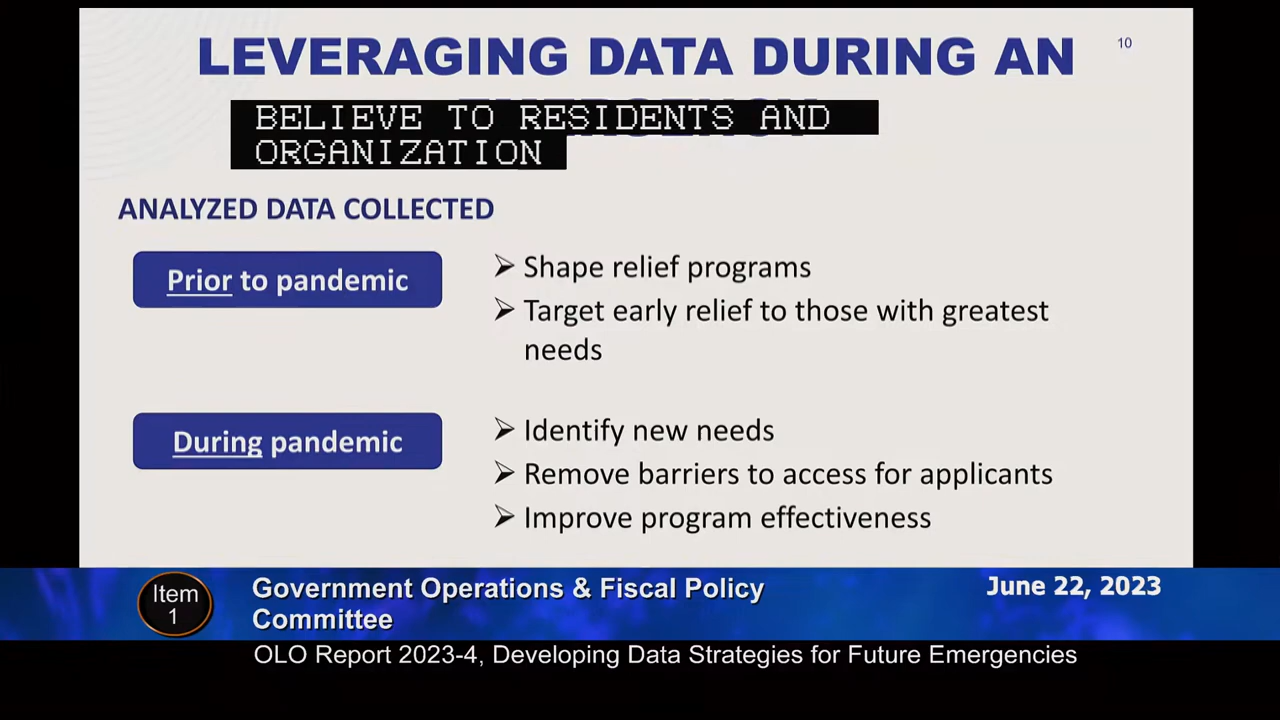 LEVERAGING DATA DURING AN
10
BELIEVE TO RESIDENTS AND
ORGANIZATION
ANALYZED DATA COLLECTED
Prior to pandemic
➢ Shape relief programs
➢ Target early relief to those with greatest
needs
During pandemic
➢ Identify new needs
➢ Remove barriers to access for applicants
➢ Improve program effectiveness
Item
1
Government Operations & Fiscal Policy
Committee
June 22, 2023
OLO Report 2023-4, Developing Data Strategies for Future Emergencies